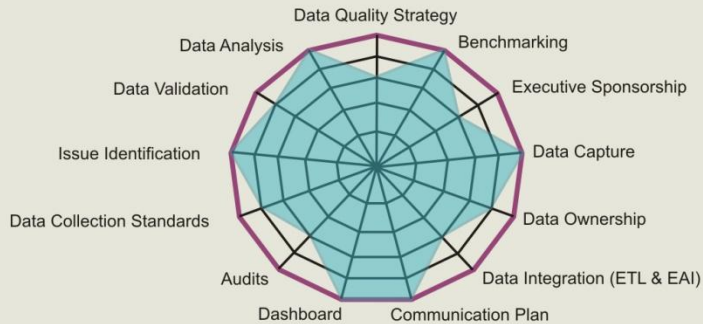 Data Quality Strategy
Data Analysis
Benchmarking
Data Validation
Executive Sponsorship
Issue Identification
Data Capture
Data Collection Standards
Data Ownership
Audits
Data Integration (ETL & EAI)
Dashboard
Communication Plan